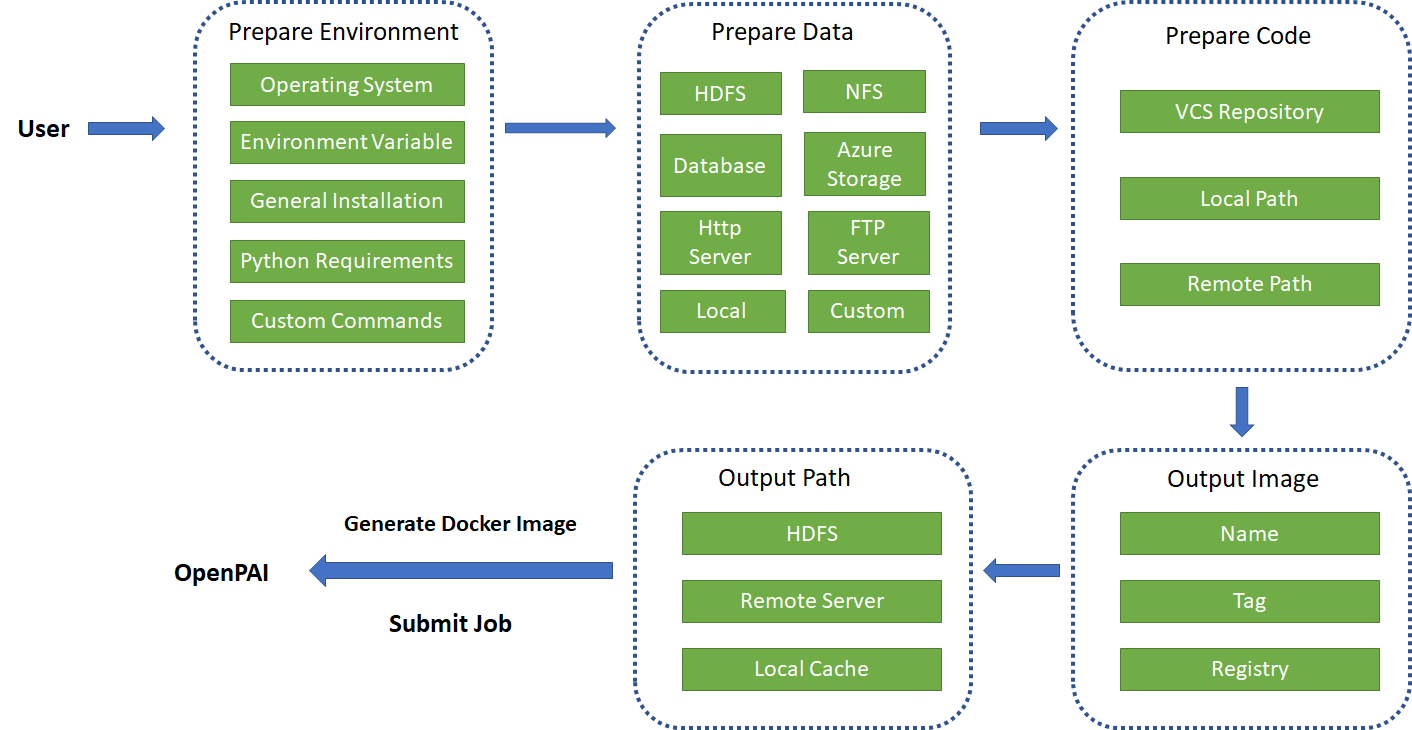 User
Prepare Environment
Operating System
Environment Variable
General Installation
Python Requirements
Custom Commands
Prepare Data
HDFS
NFS
Database
Azure
Storage
Http
Server
FTP
Server
Local
Custom
Prepare Code
VCS Repository
Local Path
Remote Path
Output Image
Name
Tag
Registry
Output Path
HDFS
Remote Server
Local Cache
Generate Docker Image
Submit Job
OpenPAI